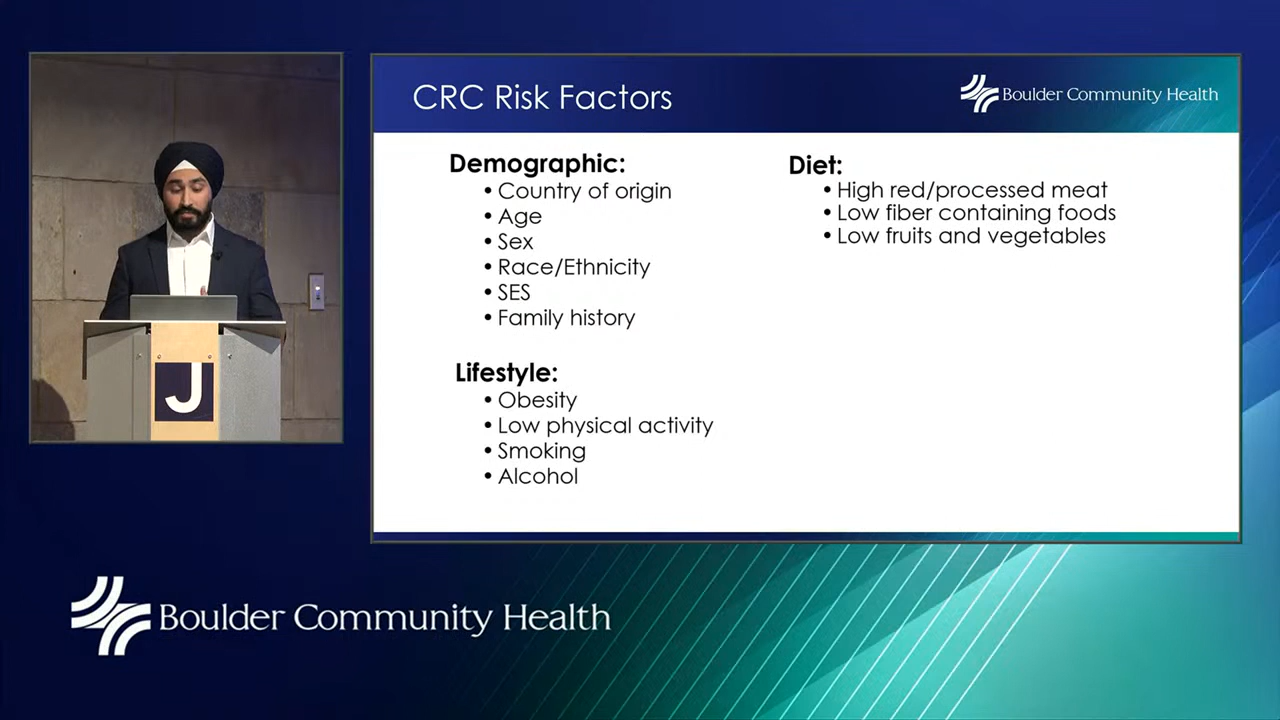 CRC Risk Factors
Boulder Community Health
Demographic:
• Country of origin
• Age
• Sex
• Race/Ethnicity
• SES
• Family history
Lifestyle:
• Obesity
• Low physical activity
• Smoking
• Alcohol
Diet:
• High red/processed meat
• Low fiber containing foods
• Low fruits and vegetables
J
Boulder Community Health